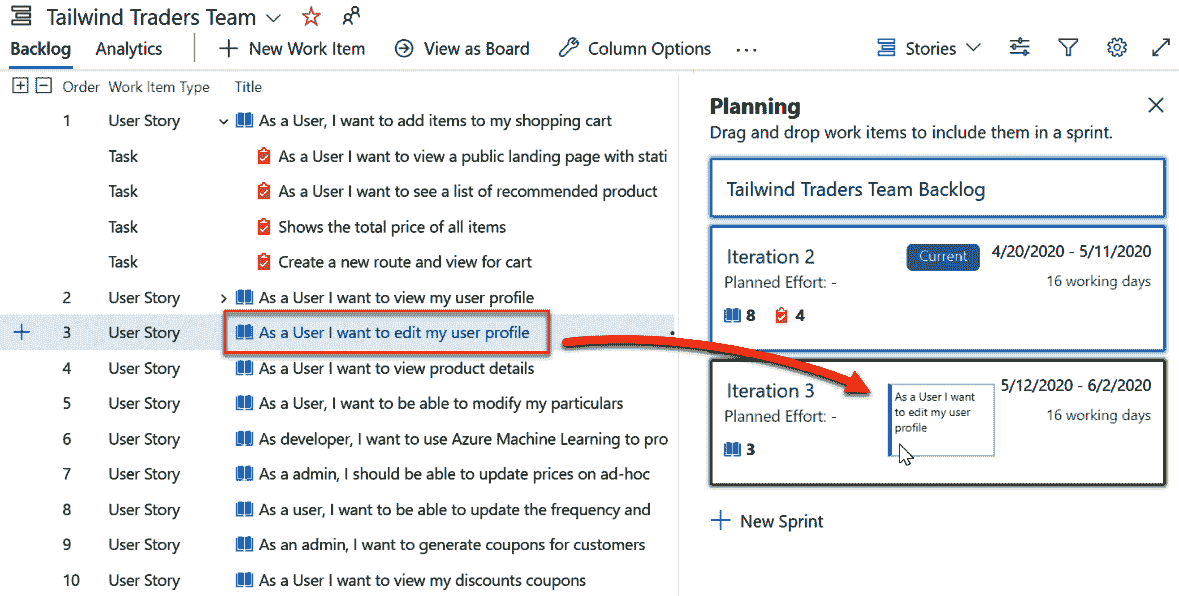 Tailwind Traders Team
Backlog Analytics New Work Item View as Board Column Options ... Stories
Order Work Item Type Title
1 User Story As a User, I want to add items to my shopping cart
Task As a User I want to view a public landing page with stati
Task As a User I want to see a list of recommended product
Task Shows the total price of all items
Task Create a new route and view for cart
2 User Story As a User I want to view my user profile
3 User Story As a User I want to edit my user profile
4 User Story As a User I want to view product details
5 User Story As a User, I want to be able to modify my particulars
6 User Story As developer, I want to use Azure Machine Learning to pro
7 User Story As a admin, I should be able to update prices on ad-hoc
8 User Story As a user, I want to be able to update the frequency and
9 User Story As an admin, I want to generate coupons for customers
10 User Story As a User I want to view my discounts coupons
Planning
Drag and drop work items to include them in a sprint.
Tailwind Traders Team Backlog
Iteration 2 Current 4/20/2020 - 5/11/2020
Planned Effort: - 16 working days
8 4
Iteration 3 5/12/2020 - 6/2/2020
Planned Effort: - 16 working days
3
As a User I want
to edit my user
profile
New Sprint